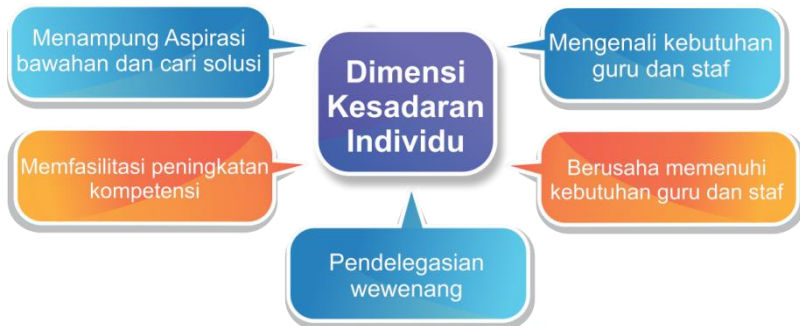 Menampung Aspirasi
bawahan dan cari solusi
Dimensi
Kesadaran
Individu
Mengenali kebutuhan
guru dan staf
Memfasilitasi peningkatan
kompetensi
Berusaha memenuhi
kebutuhan guru dan staf
Pendelegasian
wewenang